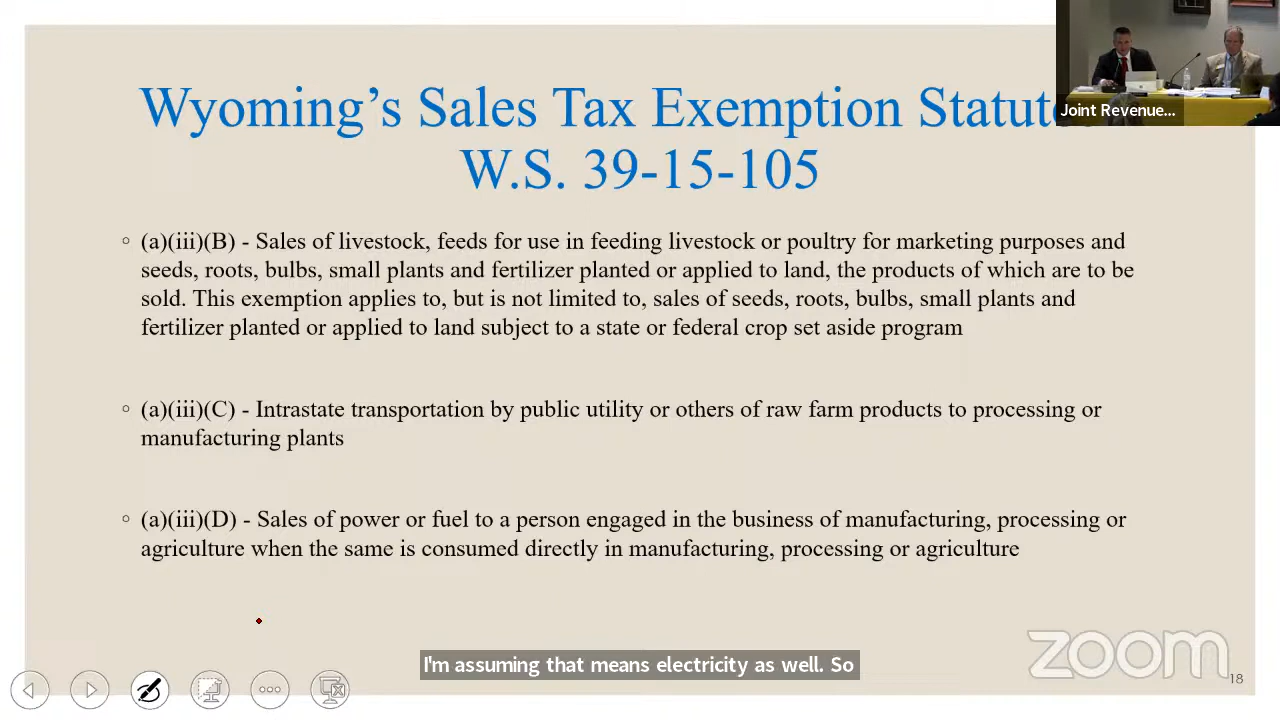 Wyoming’s Sales Tax Exemption Statute
W.S. 39-15-105
Joint Revenue...
(a)(iii)(B) - Sales of livestock, feeds for use in feeding livestock or poultry for marketing purposes and
seeds, roots, bulbs, small plants and fertilizer planted or applied to land, the products of which are to be
sold. This exemption applies to, but is not limited to, sales of seeds, roots, bulbs, small plants and
fertilizer planted or applied to land subject to a state or federal crop set aside program
(a)(iii)(C) - Intrastate transportation by public utility or others of raw farm products to processing or
manufacturing plants
(a)(iii)(D) - Sales of power or fuel to a person engaged in the business of manufacturing, processing or
agriculture when the same is consumed directly in manufacturing, processing or agriculture
I'm assuming that means electricity as well. So
zoom
18